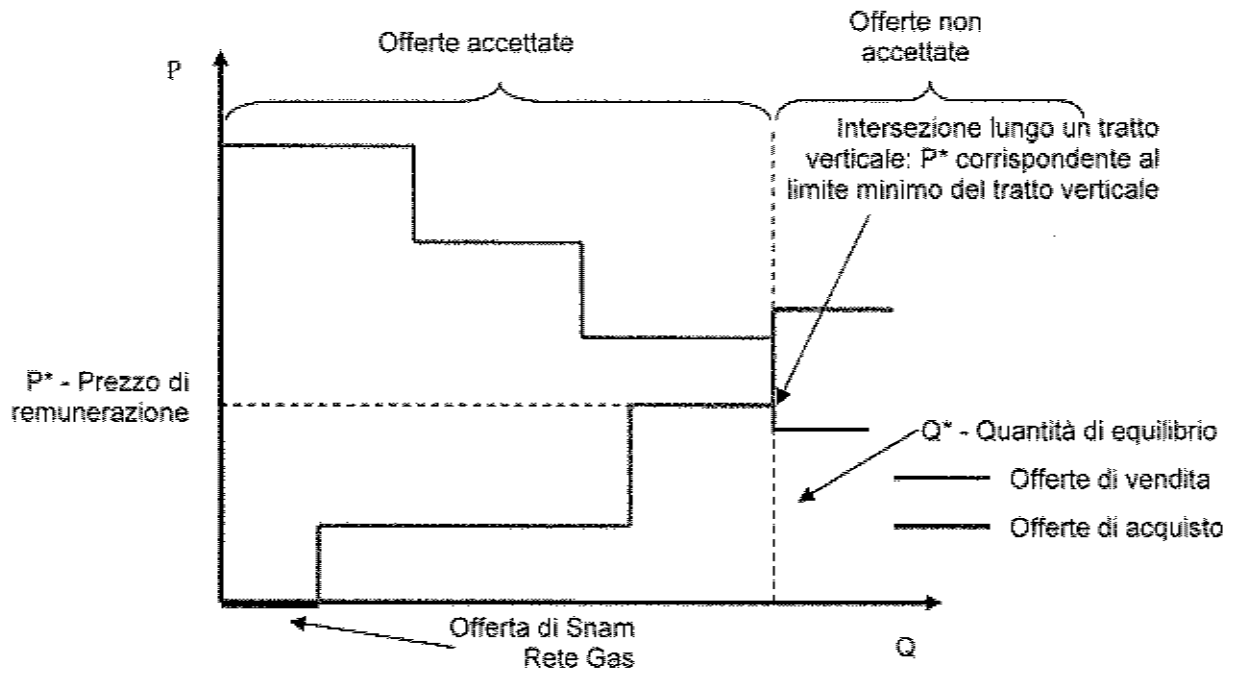 Offerte accettate
Offerte non
accettate
P
Intersezione lungo un tratto
verticale: P* corrispondente al
limite minimo del tratto verticale
P* - Prezzo di
remunerazione
Q* - Quantità di equilibrio
Offerte di vendita
Offerte di acquisto
Offerta di Snam
Rete Gas
Q